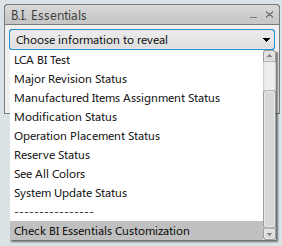 B.I. Essentials
Choose information to reveal
LCA BI Test
Major Revision Status
Manufactured Items Assignment Status
Modification Status
Operation Placement Status
Reserve Status
See All Colors
System Update Status
----------------
Check BI Essentials Customization